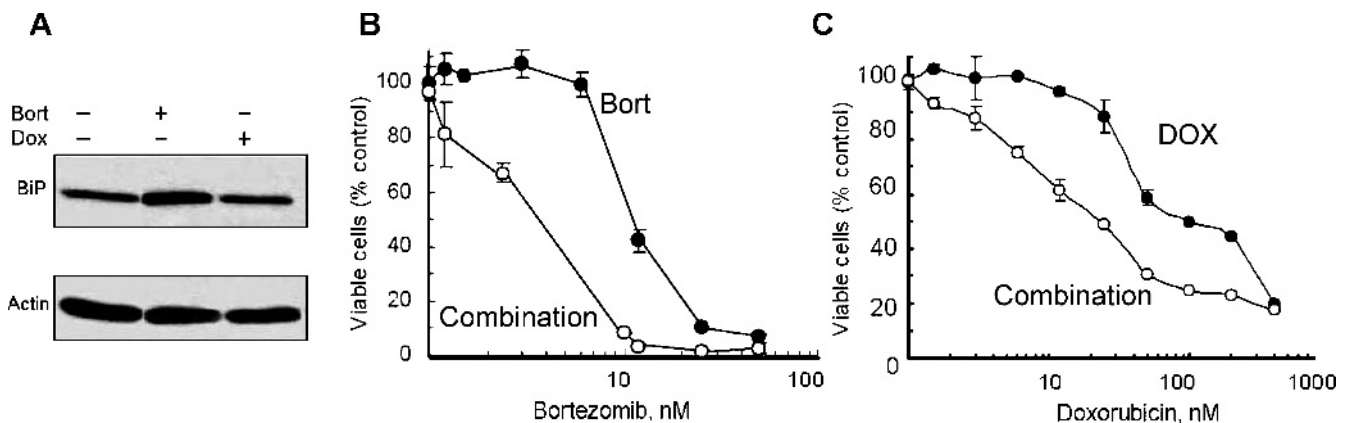 A
Bort – + –
Dox – – +
BiP
Actin
B
Viable cells (% control)
100
80
60
40
20
0
Bort
Combination
10
100
Bortezomib, nM
C
Viable cells (% control)
100
80
60
40
20
0
DOX
Combination
10
100
1000
Doxorubicin, nM